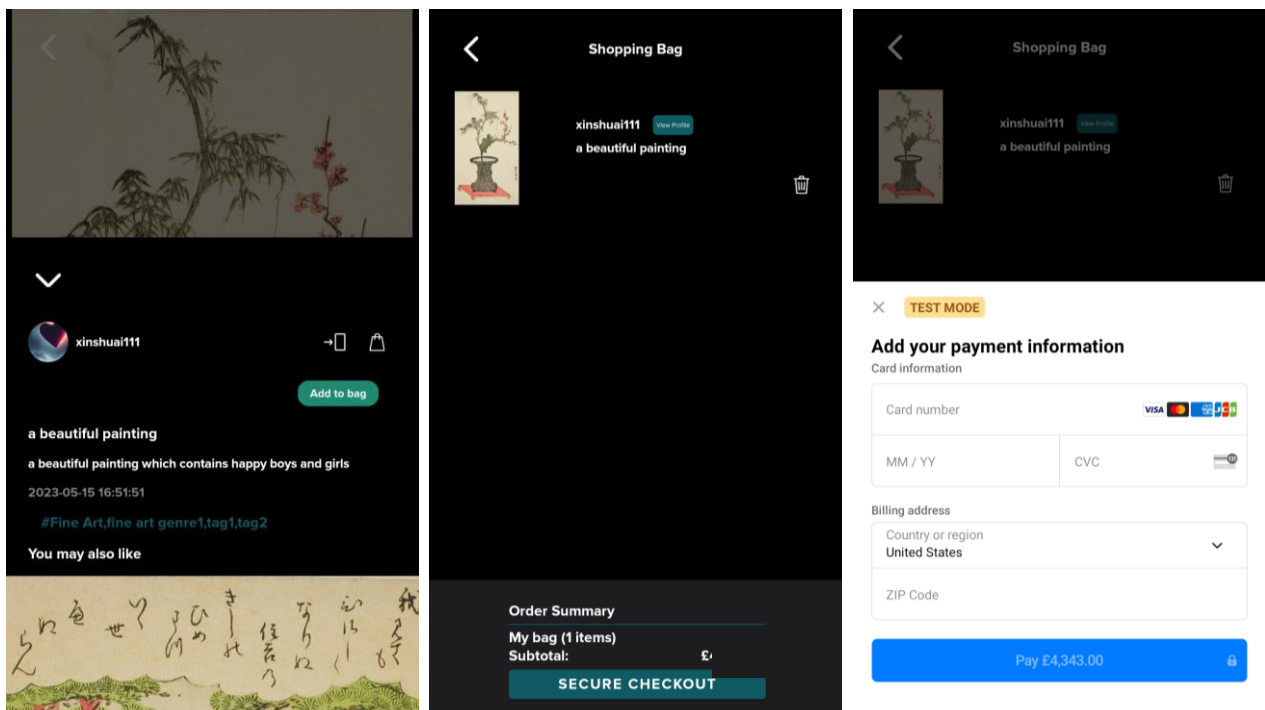 xinshuai111
Add to bag
a beautiful painting
a beautiful painting which contains happy boys and girls
2023-05-15 16:51:51
#Fine Art,fine art genre1,tag1,tag2
You may also like
Shopping Bag
xinshuai111 View Profile
a beautiful painting
Order Summary
My bag (1 items)
Subtotal: £
SECURE CHECKOUT
Shopping Bag
xinshuai111 View Profile
a beautiful painting
TEST MODE
Add your payment information
Card information
Card number VISA
MM / YY CVC
Billing address
Country or region
United States
ZIP Code
Pay £4,343.00